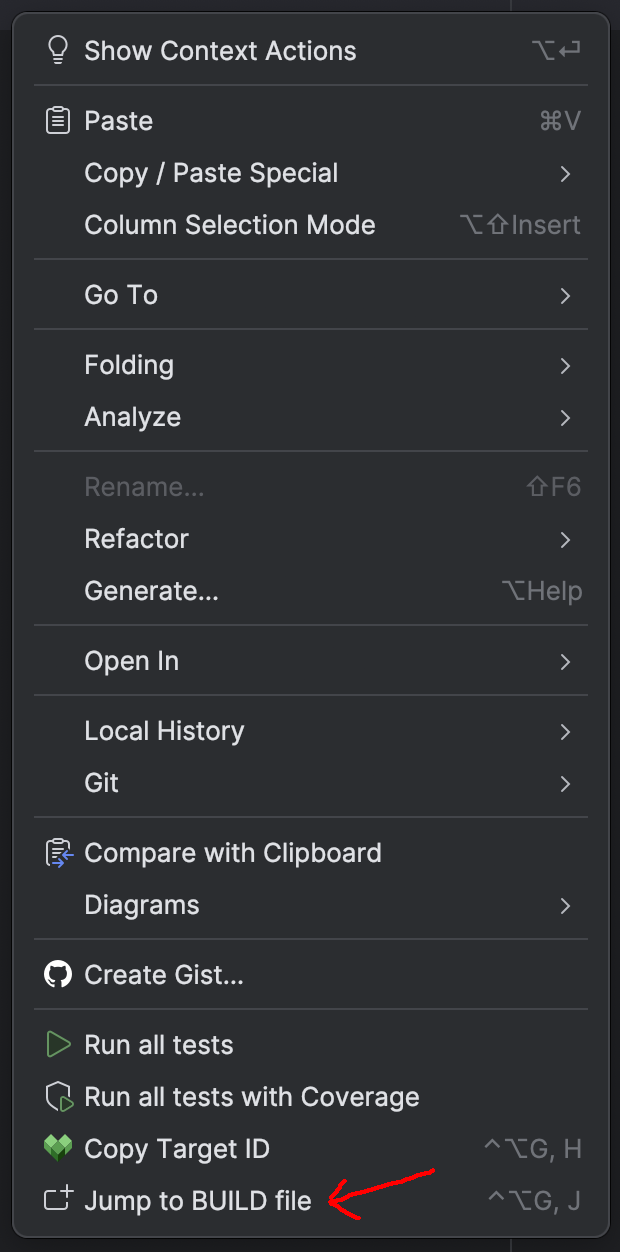 Show Context Actions ⌥⏎
Paste ⌘V
Copy / Paste Special
Column Selection Mode ⌥⇧Insert
Go To
Folding
Analyze
Rename... ⇧F6
Refactor
Generate... ⌥Help
Open In
Local History
Git
Compare with Clipboard
Diagrams
Create Gist...
Run all tests
Run all tests with Coverage
Copy Target ID ^⌥G, H
Jump to BUILD file ^⌥G, J